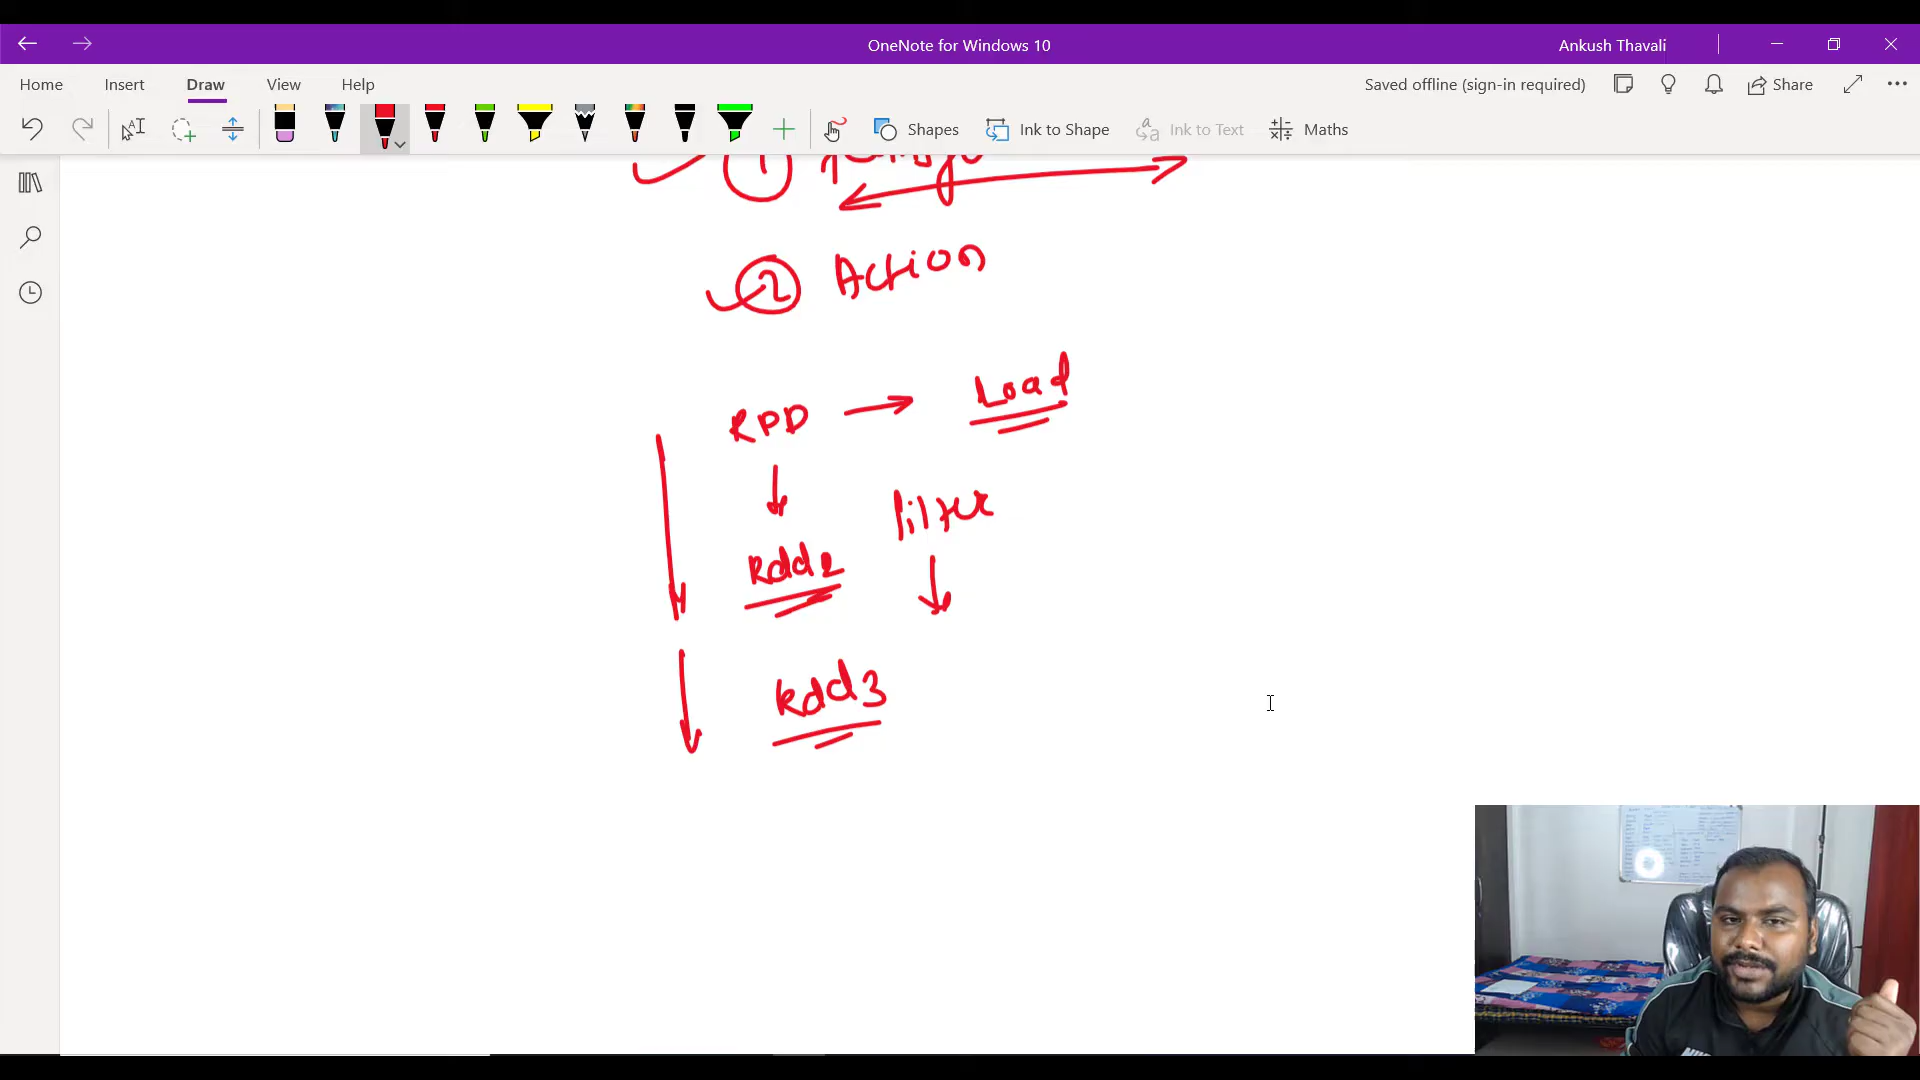 OneNote for Windows 10
Ankush Thavali
Home Insert Draw View Help
Saved offline (sign-in required) Share
Shapes Ink to Shape Ink to Text Maths
1
2 Action
RDD → Load
filter
Rdd2
Rdd3